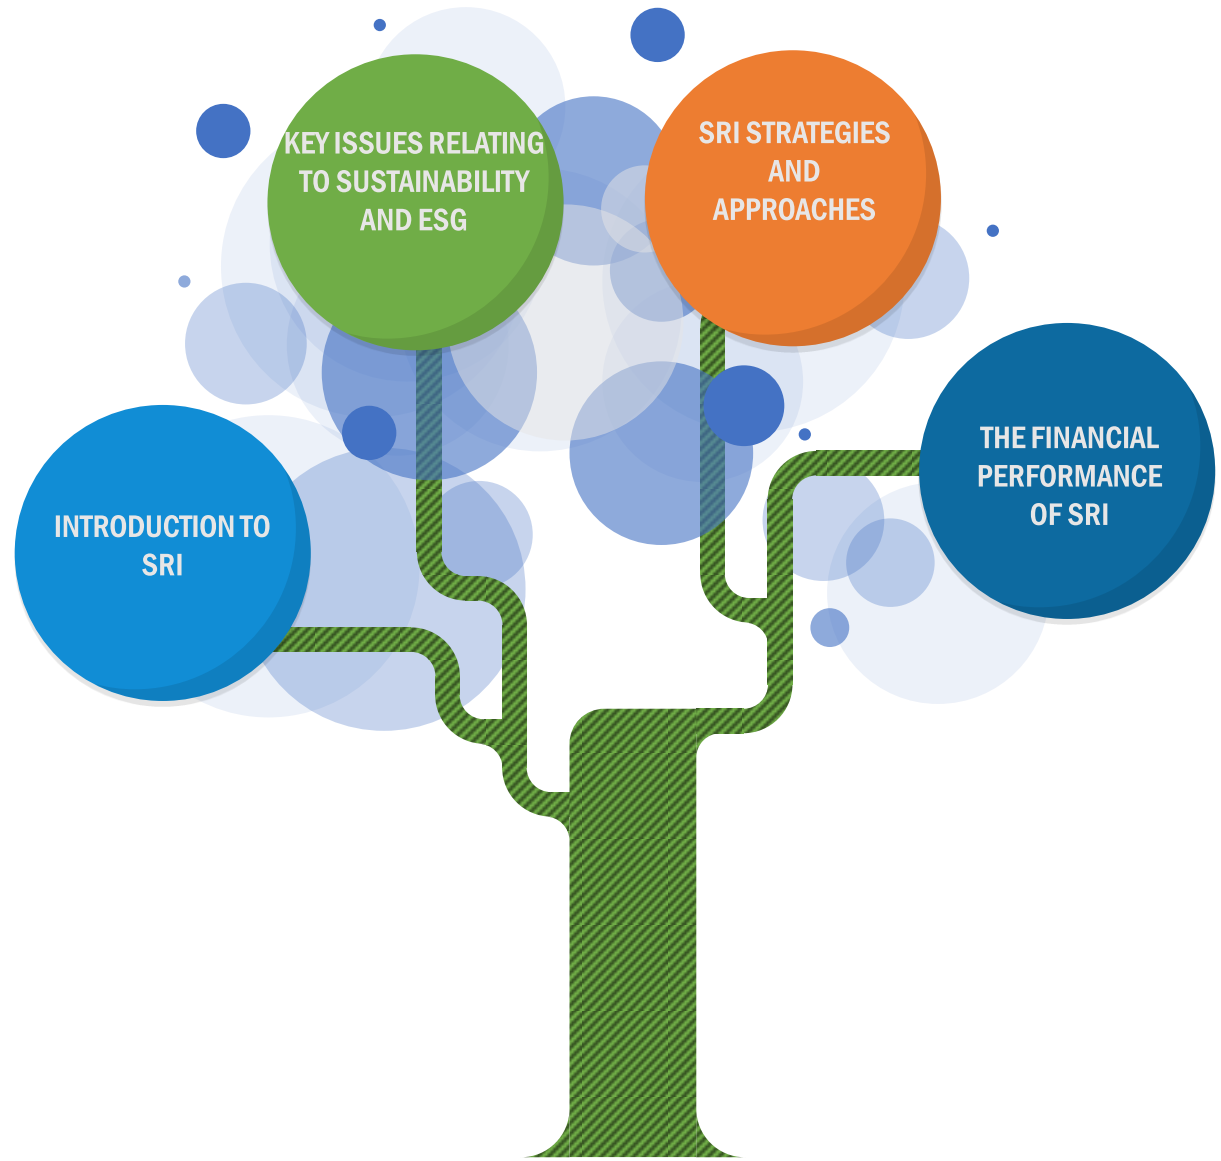 KEY ISSUES RELATING
TO SUSTAINABILITY
AND ESG
SRI STRATEGIES
AND
APPROACHES
INTRODUCTION TO
SRI
THE FINANCIAL
PERFORMANCE
OF SRI